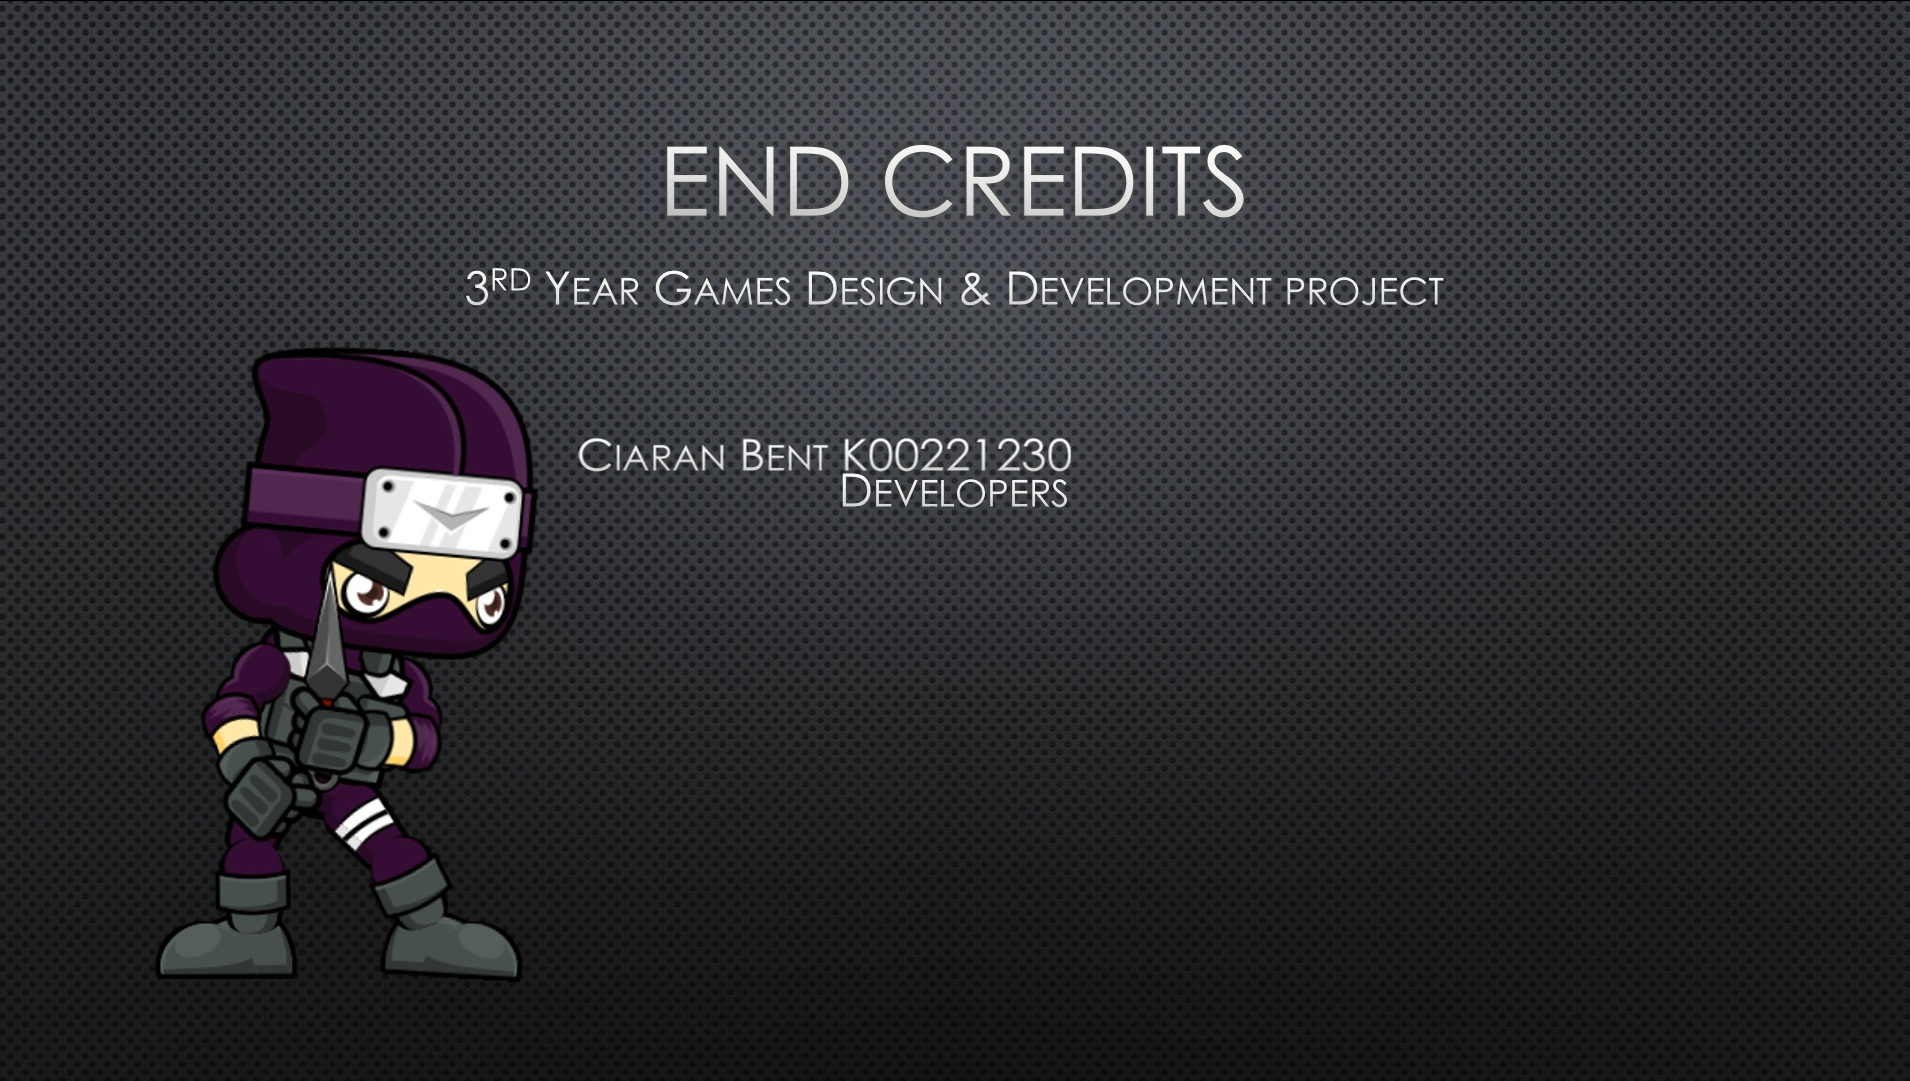 END CREDITS
3RD YEAR GAMES DESIGN & DEVELOPMENT PROJECT
CIARAN BENT K00221230
DEVELOPERS